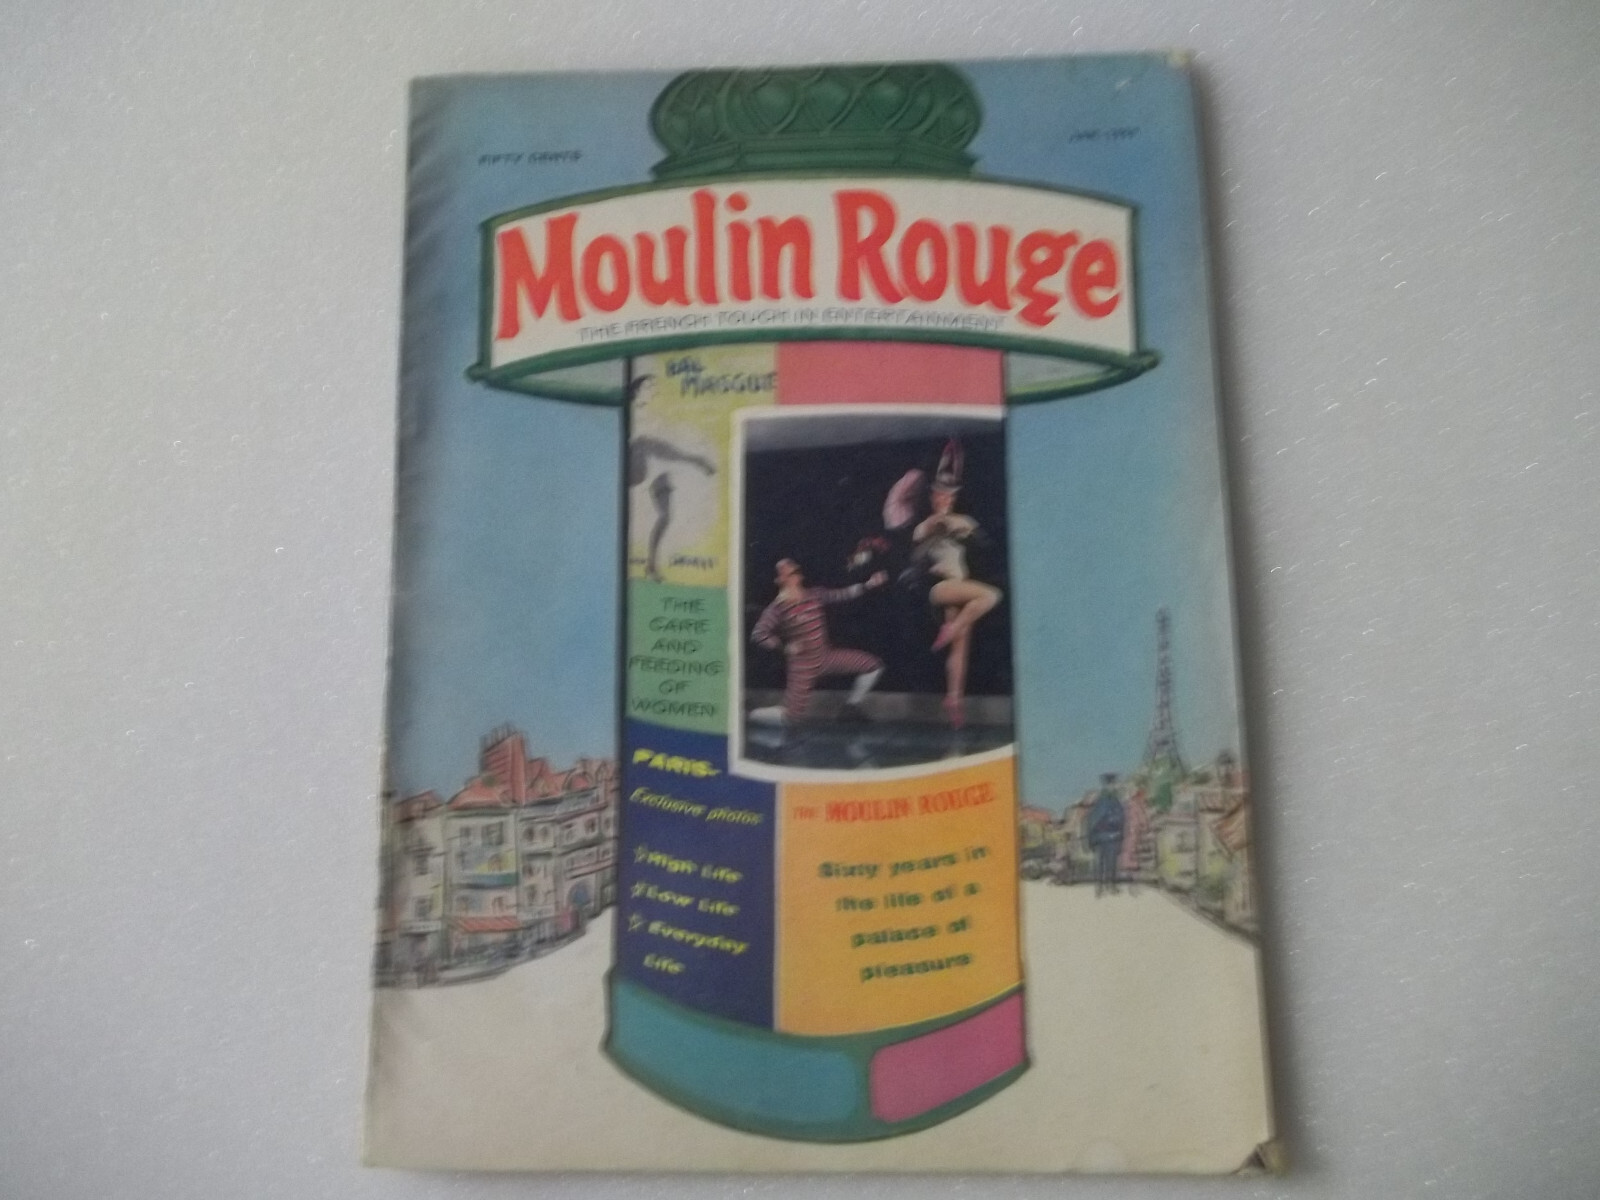 FIFTY CENTS
Moulin Rouge
THE FRENCH TOUCH IN ENTERTAINMENT
BAL
MASQUE
THE
CARE
AND
FEEDING
OF
WOMEN
PARIS-
Exclusive photos
☆High Life
☆Low Life
☆Everyday
Life
THE MOULIN ROUGE
Sixty years in
the life of a
palace of
pleasure